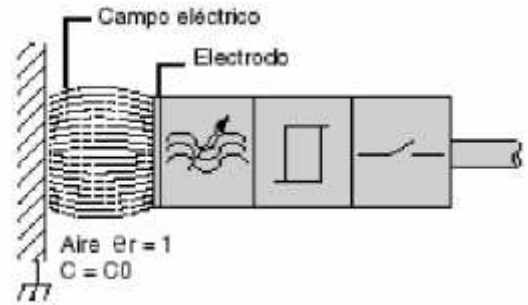 Campo eléctrico
Electrodo
Aire er = 1
C = C0